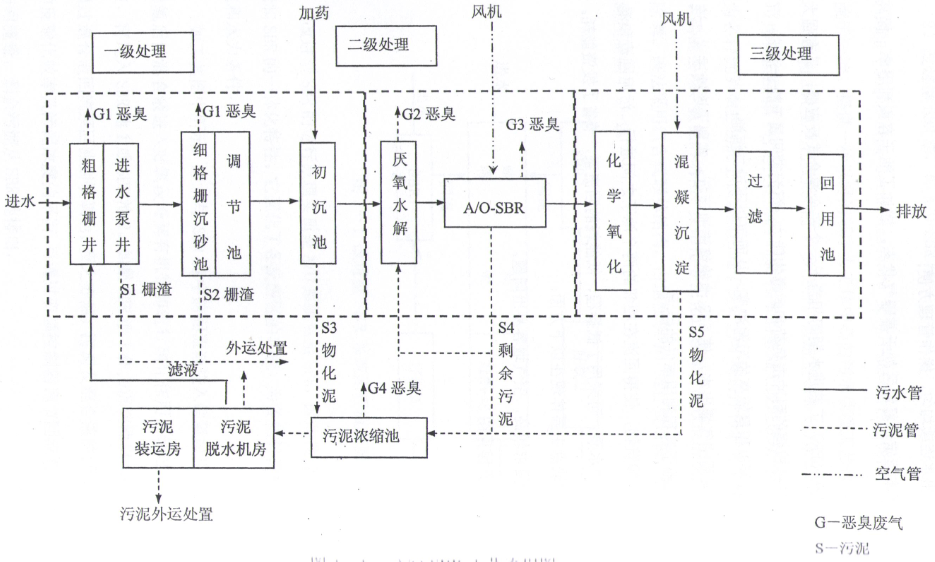 加药
风机
风机
一级处理
二级处理
三级处理
G1 恶臭
G1 恶臭
G2 恶臭
G3 恶臭
进水
粗格栅井
进水泵井
细格栅沉砂池
调节池
初沉池
厌氧水解
A/O-SBR
化学氧化
混凝沉淀
过滤
回用池
排放
S1 栅渣
S2 栅渣
S3 物化泥
S4 剩余污泥
S5 物化泥
外运处置
滤液
G4 恶臭
污泥装运房
污泥脱水机房
污泥浓缩池
污泥外运处置
污水管
污泥管
空气管
G—恶臭废气
S—污泥